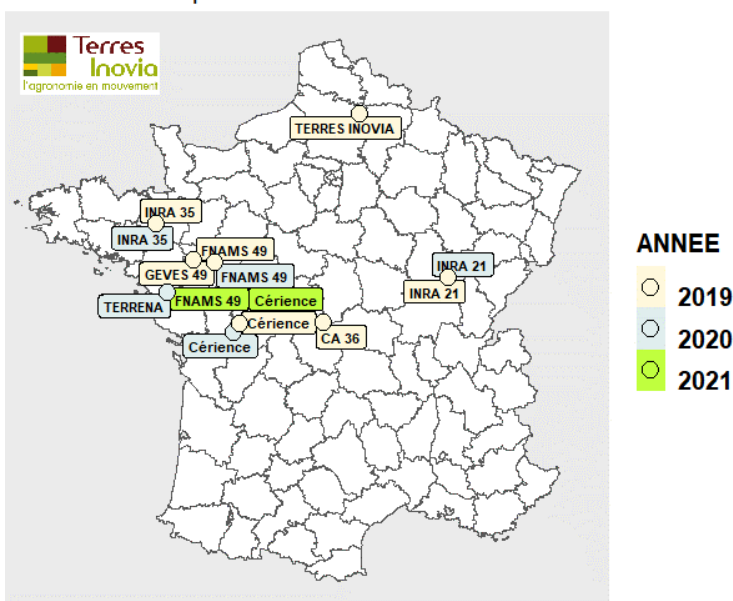 Terres
Inovia
l'agronomie en mouvement
TERRES INOVIA
INRA 35
INRA 35
FNAMS 49
GEVES 49
FNAMS 49
INRA 21
INRA 21
TERRENA
FNAMS 49
Cérience
Cérience
CA 36
Cérience
ANNEE
2019
2020
2021